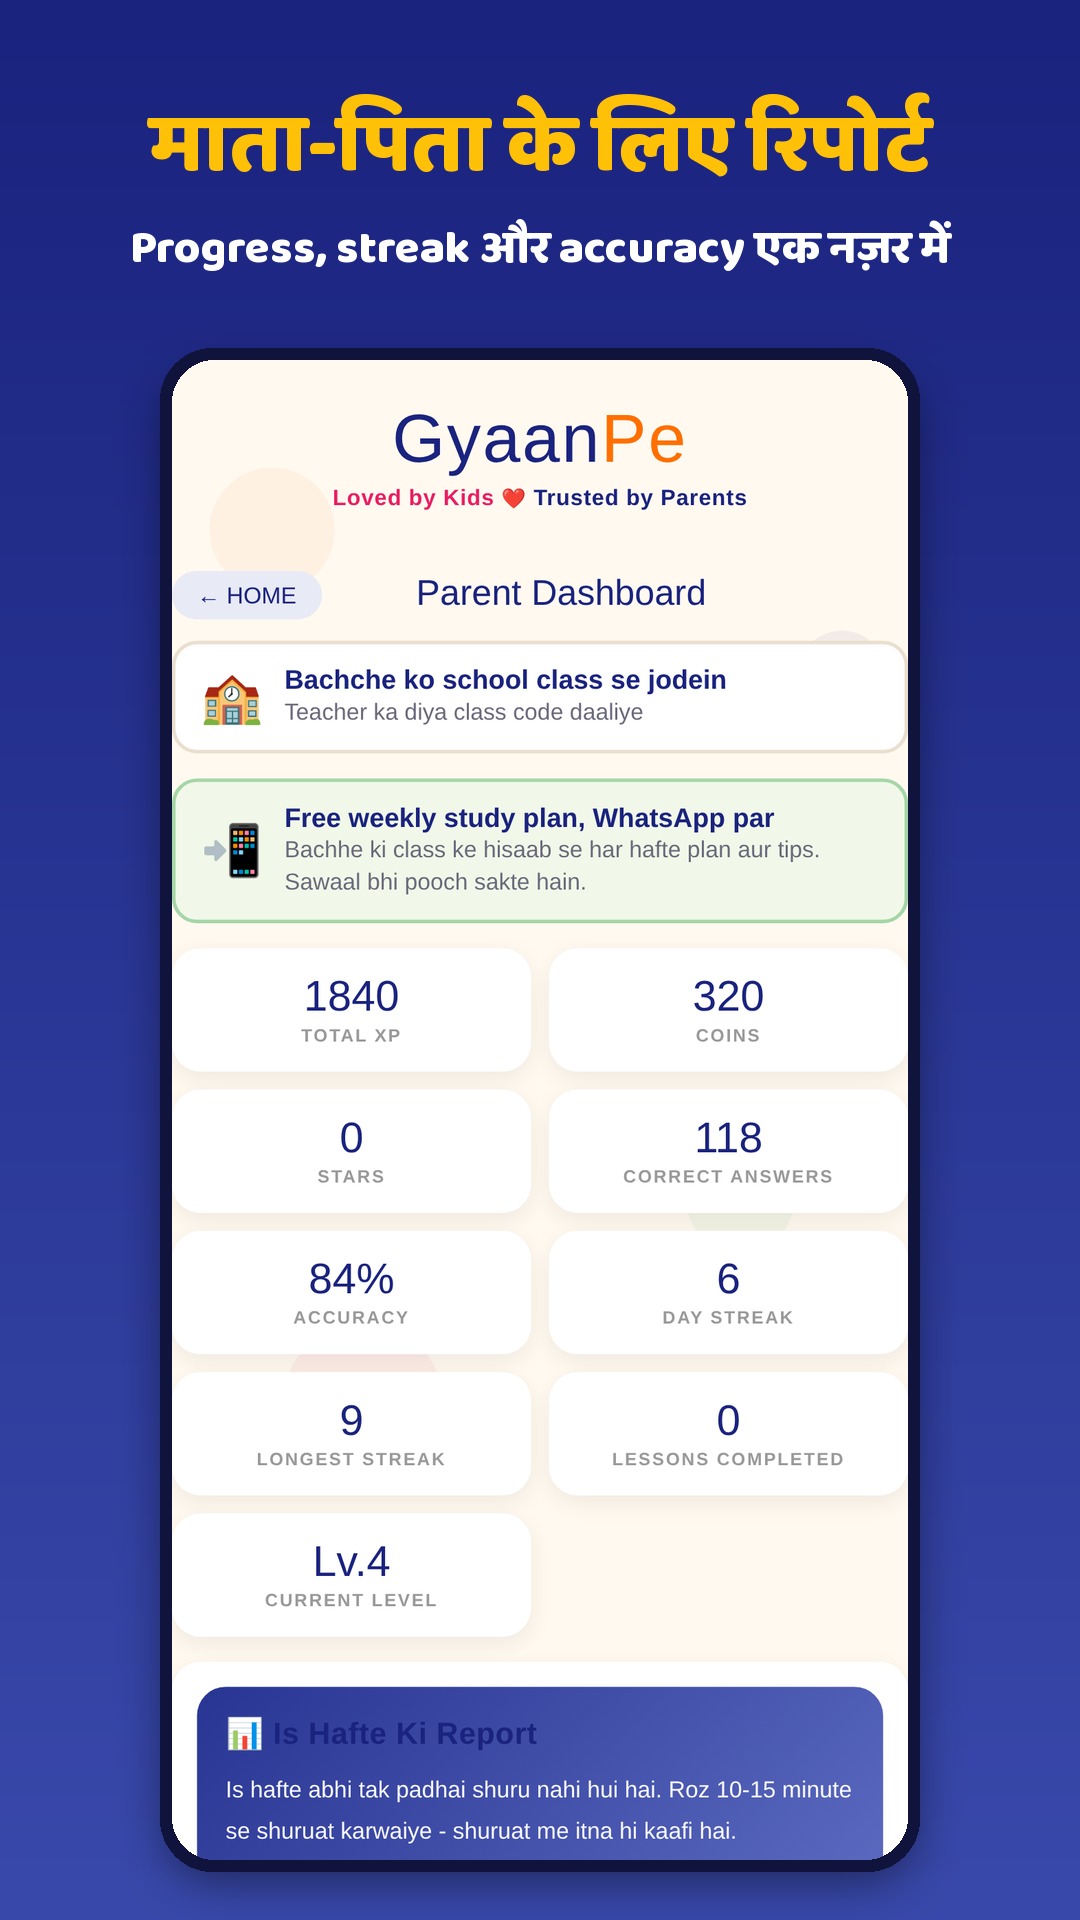 माता-पिता के लिए रिपोर्ट
Progress, streak और accuracy एक नज़र में
GyaanPe
Loved by Kids ❤️ Trusted by Parents
← HOME
Parent Dashboard
Bachche ko school class se jodein
Teacher ka diya class code daaliye
Free weekly study plan, WhatsApp par
Bachhe ki class ke hisaab se har hafte plan aur tips.
Sawaal bhi pooch sakte hain.
1840
TOTAL XP
320
COINS
0
STARS
118
CORRECT ANSWERS
84%
ACCURACY
6
DAY STREAK
9
LONGEST STREAK
0
LESSONS COMPLETED
Lv.4
CURRENT LEVEL
📊 Is Hafte Ki Report
Is hafte abhi tak padhai shuru nahi hui hai. Roz 10-15 minute
se shuruat karwaiye - shuruat me itna hi kaafi hai.